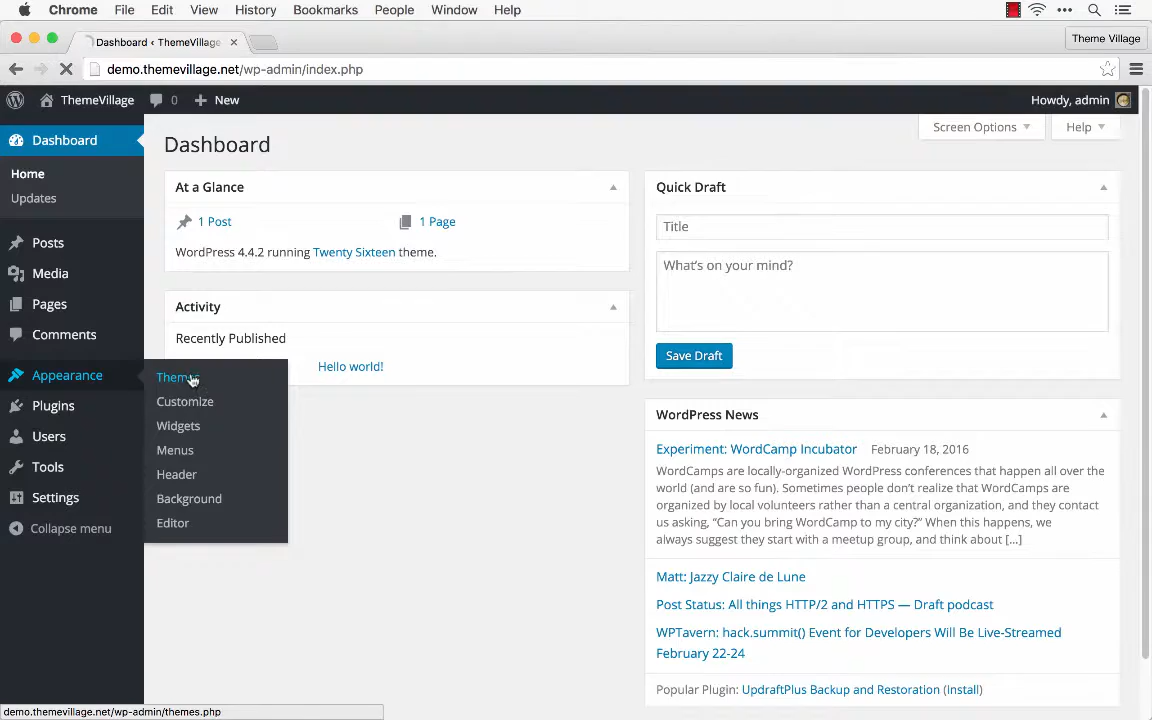 Chrome File Edit View History Bookmarks People Window Help
Dashboard ‹ ThemeVillage
Theme Village
demo.themevillage.net/wp-admin/index.php
ThemeVillage 0 New Howdy, admin
Dashboard
Home
Updates
Posts
Media
Pages
Comments
Appearance
Plugins
Users
Tools
Settings
Collapse menu
Themes
Customize
Widgets
Menus
Header
Background
Editor
Screen Options Help
Dashboard
At a Glance
1 Post 1 Page
WordPress 4.4.2 running Twenty Sixteen theme.
Activity
Recently Published
Hello world!
Quick Draft
Title
What's on your mind?
Save Draft
WordPress News
Experiment: WordCamp Incubator February 18, 2016
WordCamps are locally-organized WordPress conferences that happen all over the
world (and are so fun). Sometimes people don't realize that WordCamps are
organized by local volunteers rather than a central organization, and they contact
us asking, "Can you bring WordCamp to my city?" When this happens, we
always suggest they start with a meetup group, and think about […]
Matt: Jazzy Claire de Lune
Post Status: All things HTTP/2 and HTTPS — Draft podcast
WPTavern: hack.summit() Event for Developers Will Be Live-Streamed
February 22-24
Popular Plugin: UpdraftPlus Backup and Restoration (Install)
demo.themevillage.net/wp-admin/themes.php